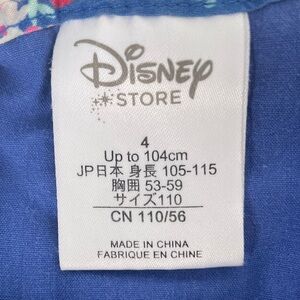 Disney
STORE
4
Up to 104cm
JP日本 身長 105-115
胸囲 53-59
サイズ110
CN 110/56
MADE IN CHINA
FABRIQUE EN CHINE